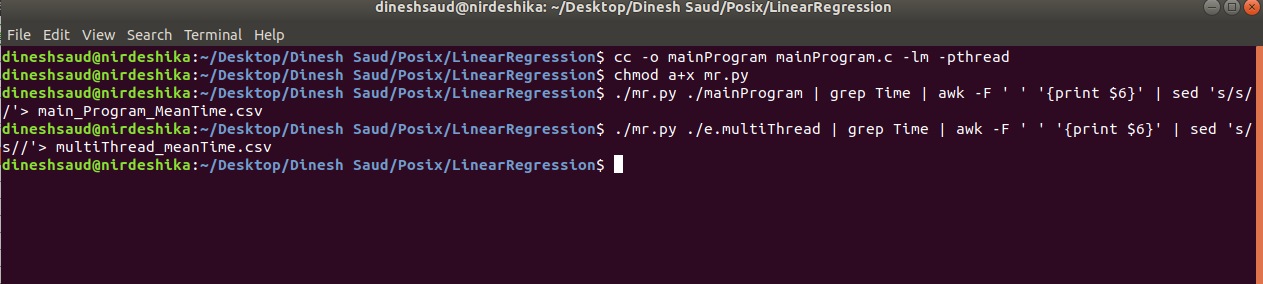 dineshsaud@nirdeshika: ~/Desktop/Dinesh Saud/Posix/LinearRegression
File Edit View Search Terminal Help
dineshsaud@nirdeshika:~/Desktop/Dinesh Saud/Posix/LinearRegression$ cc -o mainProgram mainProgram.c -lm -pthread
dineshsaud@nirdeshika:~/Desktop/Dinesh Saud/Posix/LinearRegression$ chmod a+x mr.py
dineshsaud@nirdeshika:~/Desktop/Dinesh Saud/Posix/LinearRegression$ ./mr.py ./mainProgram | grep Time | awk -F ' ' '{print $6}' | sed 's/s/
/'> main_Program_MeanTime.csv
dineshsaud@nirdeshika:~/Desktop/Dinesh Saud/Posix/LinearRegression$ ./mr.py ./e.multiThread | grep Time | awk -F ' ' '{print $6}' | sed 's/
s//'> multiThread_meanTime.csv
dineshsaud@nirdeshika:~/Desktop/Dinesh Saud/Posix/LinearRegression$